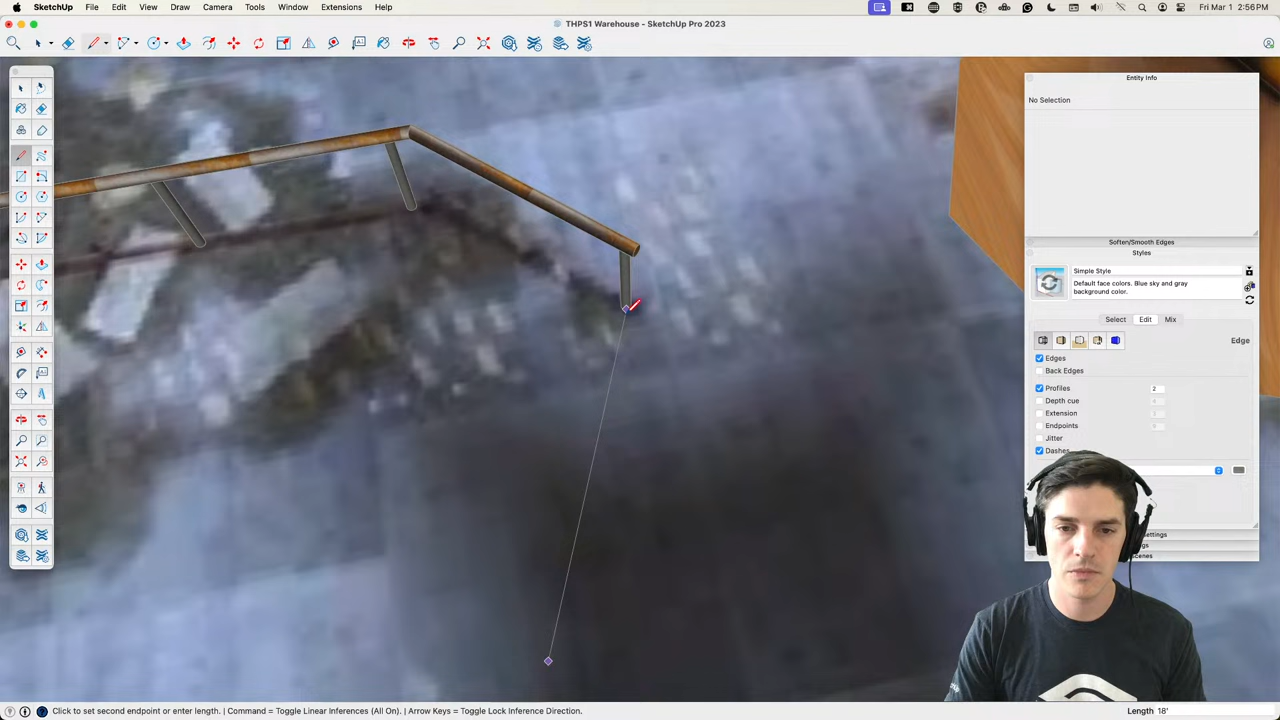 SketchUp File Edit View Draw Camera Tools Window Extensions Help
Fri Mar 1 2:56 PM
THPS1 Warehouse - SketchUp Pro 2023
Entity Info
No Selection
Soften/Smooth Edges
Styles
Simple Style
Default face colors. Blue sky and gray
background color.
Select Edit Mix
Edge
Edges
Back Edges
Profiles 2
Depth cue
Extension
Endpoints
Jitter
Dashes
Click to set second endpoint or enter length. | Command = Toggle Linear Inferences (All On). | Arrow Keys = Toggle Lock Inference Direction.
Length 18'